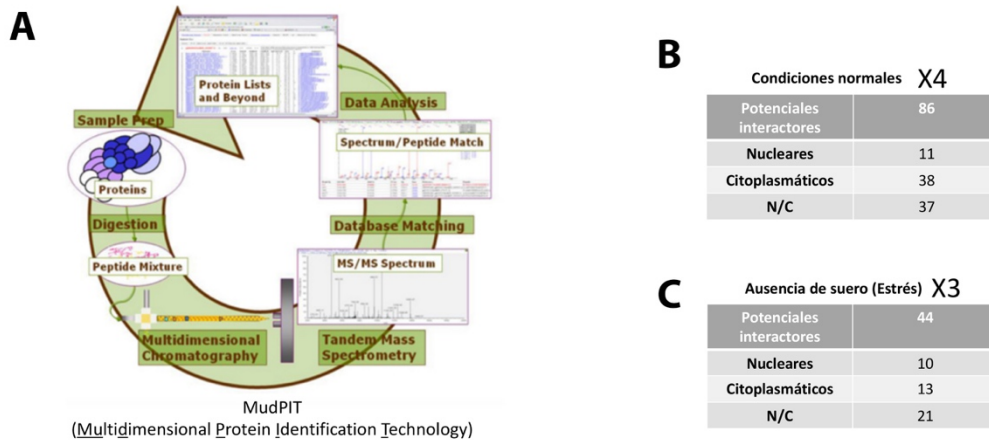 A
Protein Lists
and Beyond
Data Analysis
Sample Prep
Spectrum/Peptide Match
Proteins
Digestion
Database Matching
Peptide Mixture
MS/MS Spectrum
Multidimensional
Chromatography
Tandem Mass
Spectrometry
MudPIT
(Multidimensional Protein Identification Technology)
B
Condiciones normales X4
Potenciales
interactores 86
Nucleares 11
Citoplasmáticos 38
N/C 37
C
Ausencia de suero (Estrés) X3
Potenciales
interactores 44
Nucleares 10
Citoplasmáticos 13
N/C 21